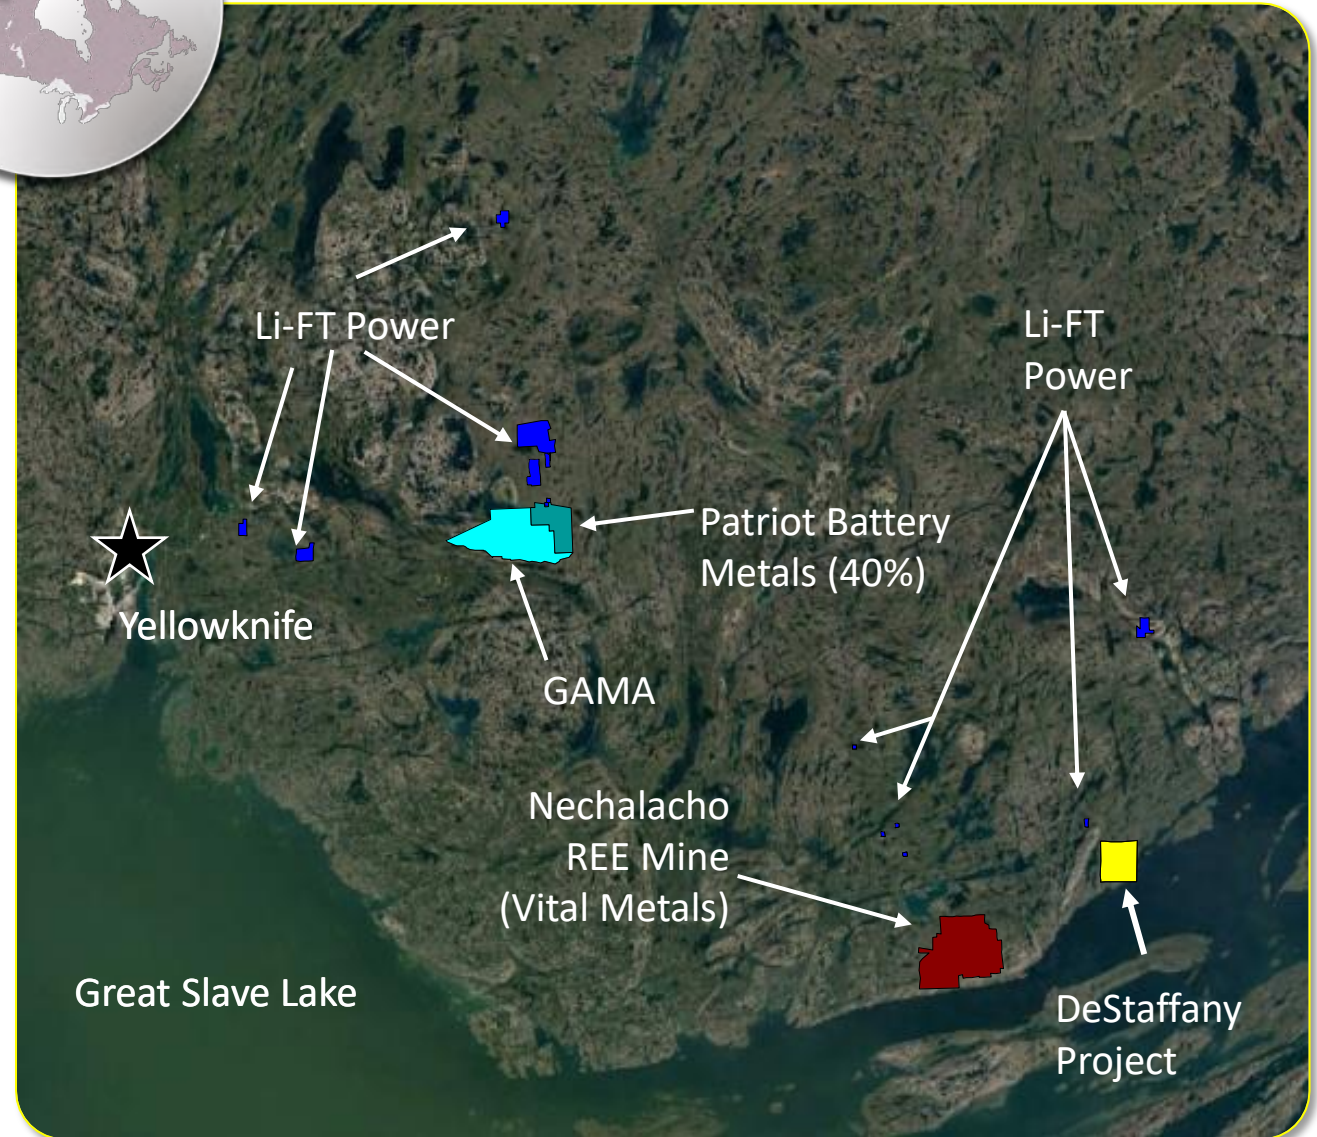 Li-FT Power
Li-FT
Power
Patriot Battery
Metals (40%)
Yellowknife
GAMA
Nechalacho
REE Mine
(Vital Metals)
Great Slave Lake
DeStaffany
Project